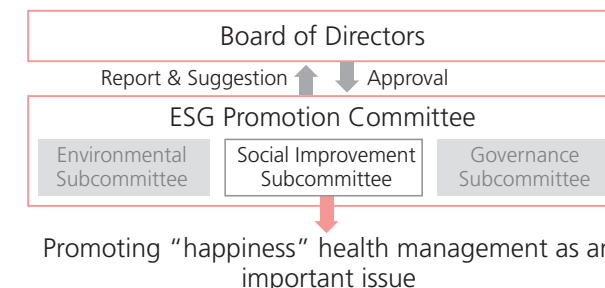 Board of Directors
Report & Suggestion
Approval
ESG Promotion Committee
Environmental
Subcommittee
Social Improvement
Subcommittee
Governance
Subcommittee
Promoting “happiness” health management as
important issue